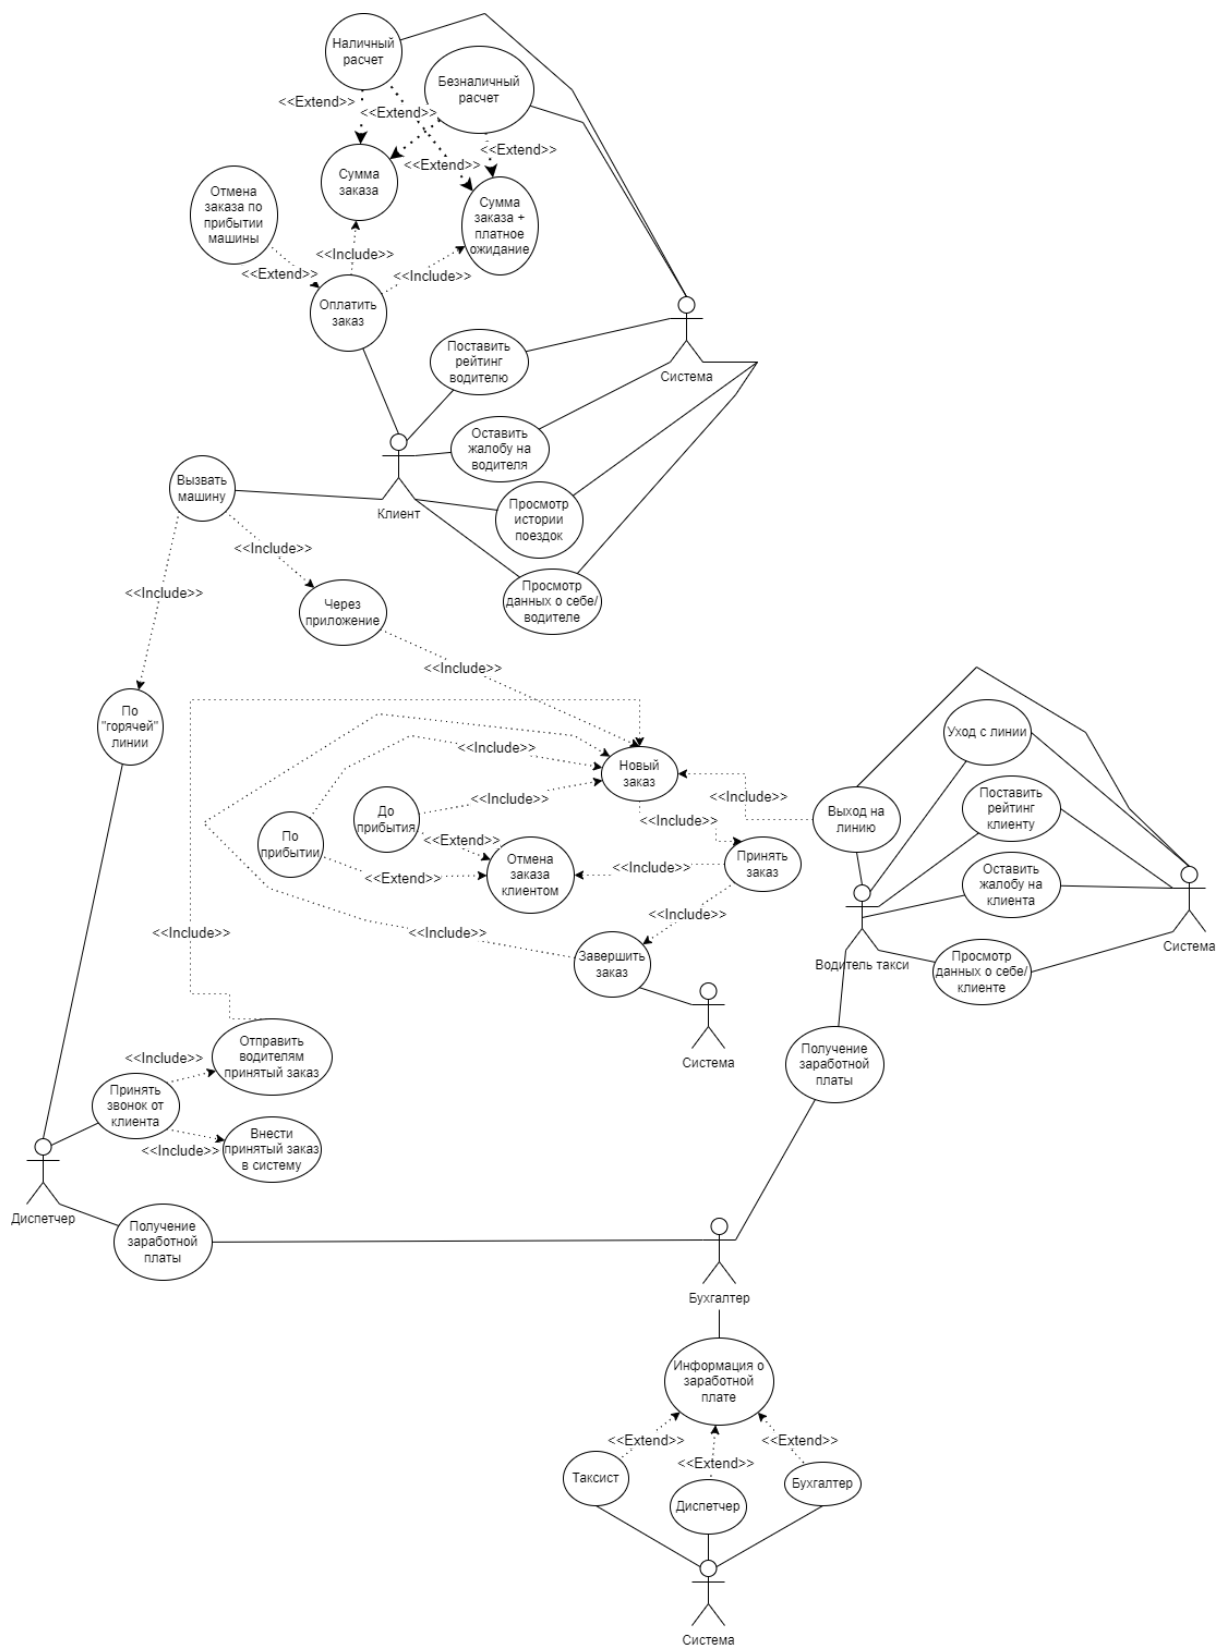 Наличный
расчет
Безналичный
расчет
<<Extend>>
<<Extend>>
<<Extend>>
<<Extend>>
Сумма
заказа
Сумма
заказа +
платное
ожидание
Отмена
заказа по
прибытии
машины
<<Include>>
<<Extend>>
<<Include>>
Оплатить
заказ
Поставить
рейтинг
водителю
Система
Оставить
жалобу на
водителя
Вызвать
машину
Клиент
Просмотр
истории
поездок
<<Include>>
<<Include>>
Просмотр
данных о себе/
водителе
Через
приложение
<<Include>>
По
"горячей"
линии
Уход с линии
<<Include>>
Новый
заказ
<<Include>>
<<Include>>
До
прибытия
<<Include>>
Выход на
линию
Поставить
рейтинг
клиенту
По
прибытии
<<Extend>>
Отмена
заказа
клиентом
<<Include>>
Принять
заказ
<<Extend>>
Оставить
жалобу на
клиента
<<Include>>
<<Include>>
<<Include>>
Завершить
заказ
Водитель такси
Просмотр
данных о себе/
клиенте
Система
Отправить
водителям
принятый заказ
<<Include>>
Система
Получение
заработной
платы
Принять
звонок от
клиента
<<Include>>
Внести
принятый заказ
в систему
Диспетчер
Получение
заработной
платы
Бухгалтер
Информация о
заработной
плате
<<Extend>>
<<Extend>>
<<Extend>>
Таксист
Диспетчер
Бухгалтер
Система